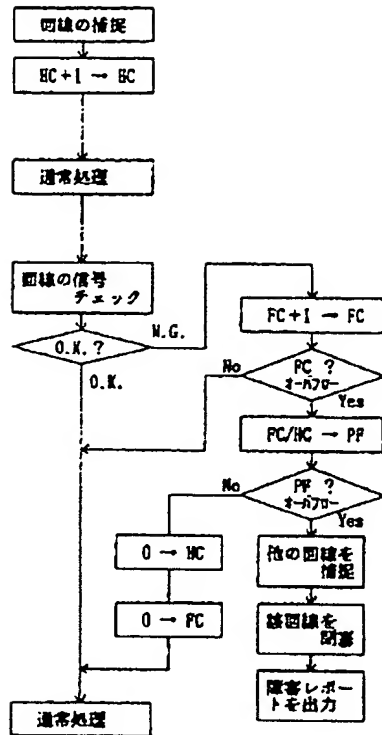 回線の捕捉
HC+1 → HC
通常処理
回線の信号
チェック
O.K. ?
N.G.
O.K.
FC+1 → FC
No
FC ?
オーバフロー
Yes
FC/HC → PF
No
PF ?
オーバフロー
Yes
0 → HC
他の回線を
捕捉
0 → FC
該回線を
閉塞
障害レポー
トを出力
通常処理